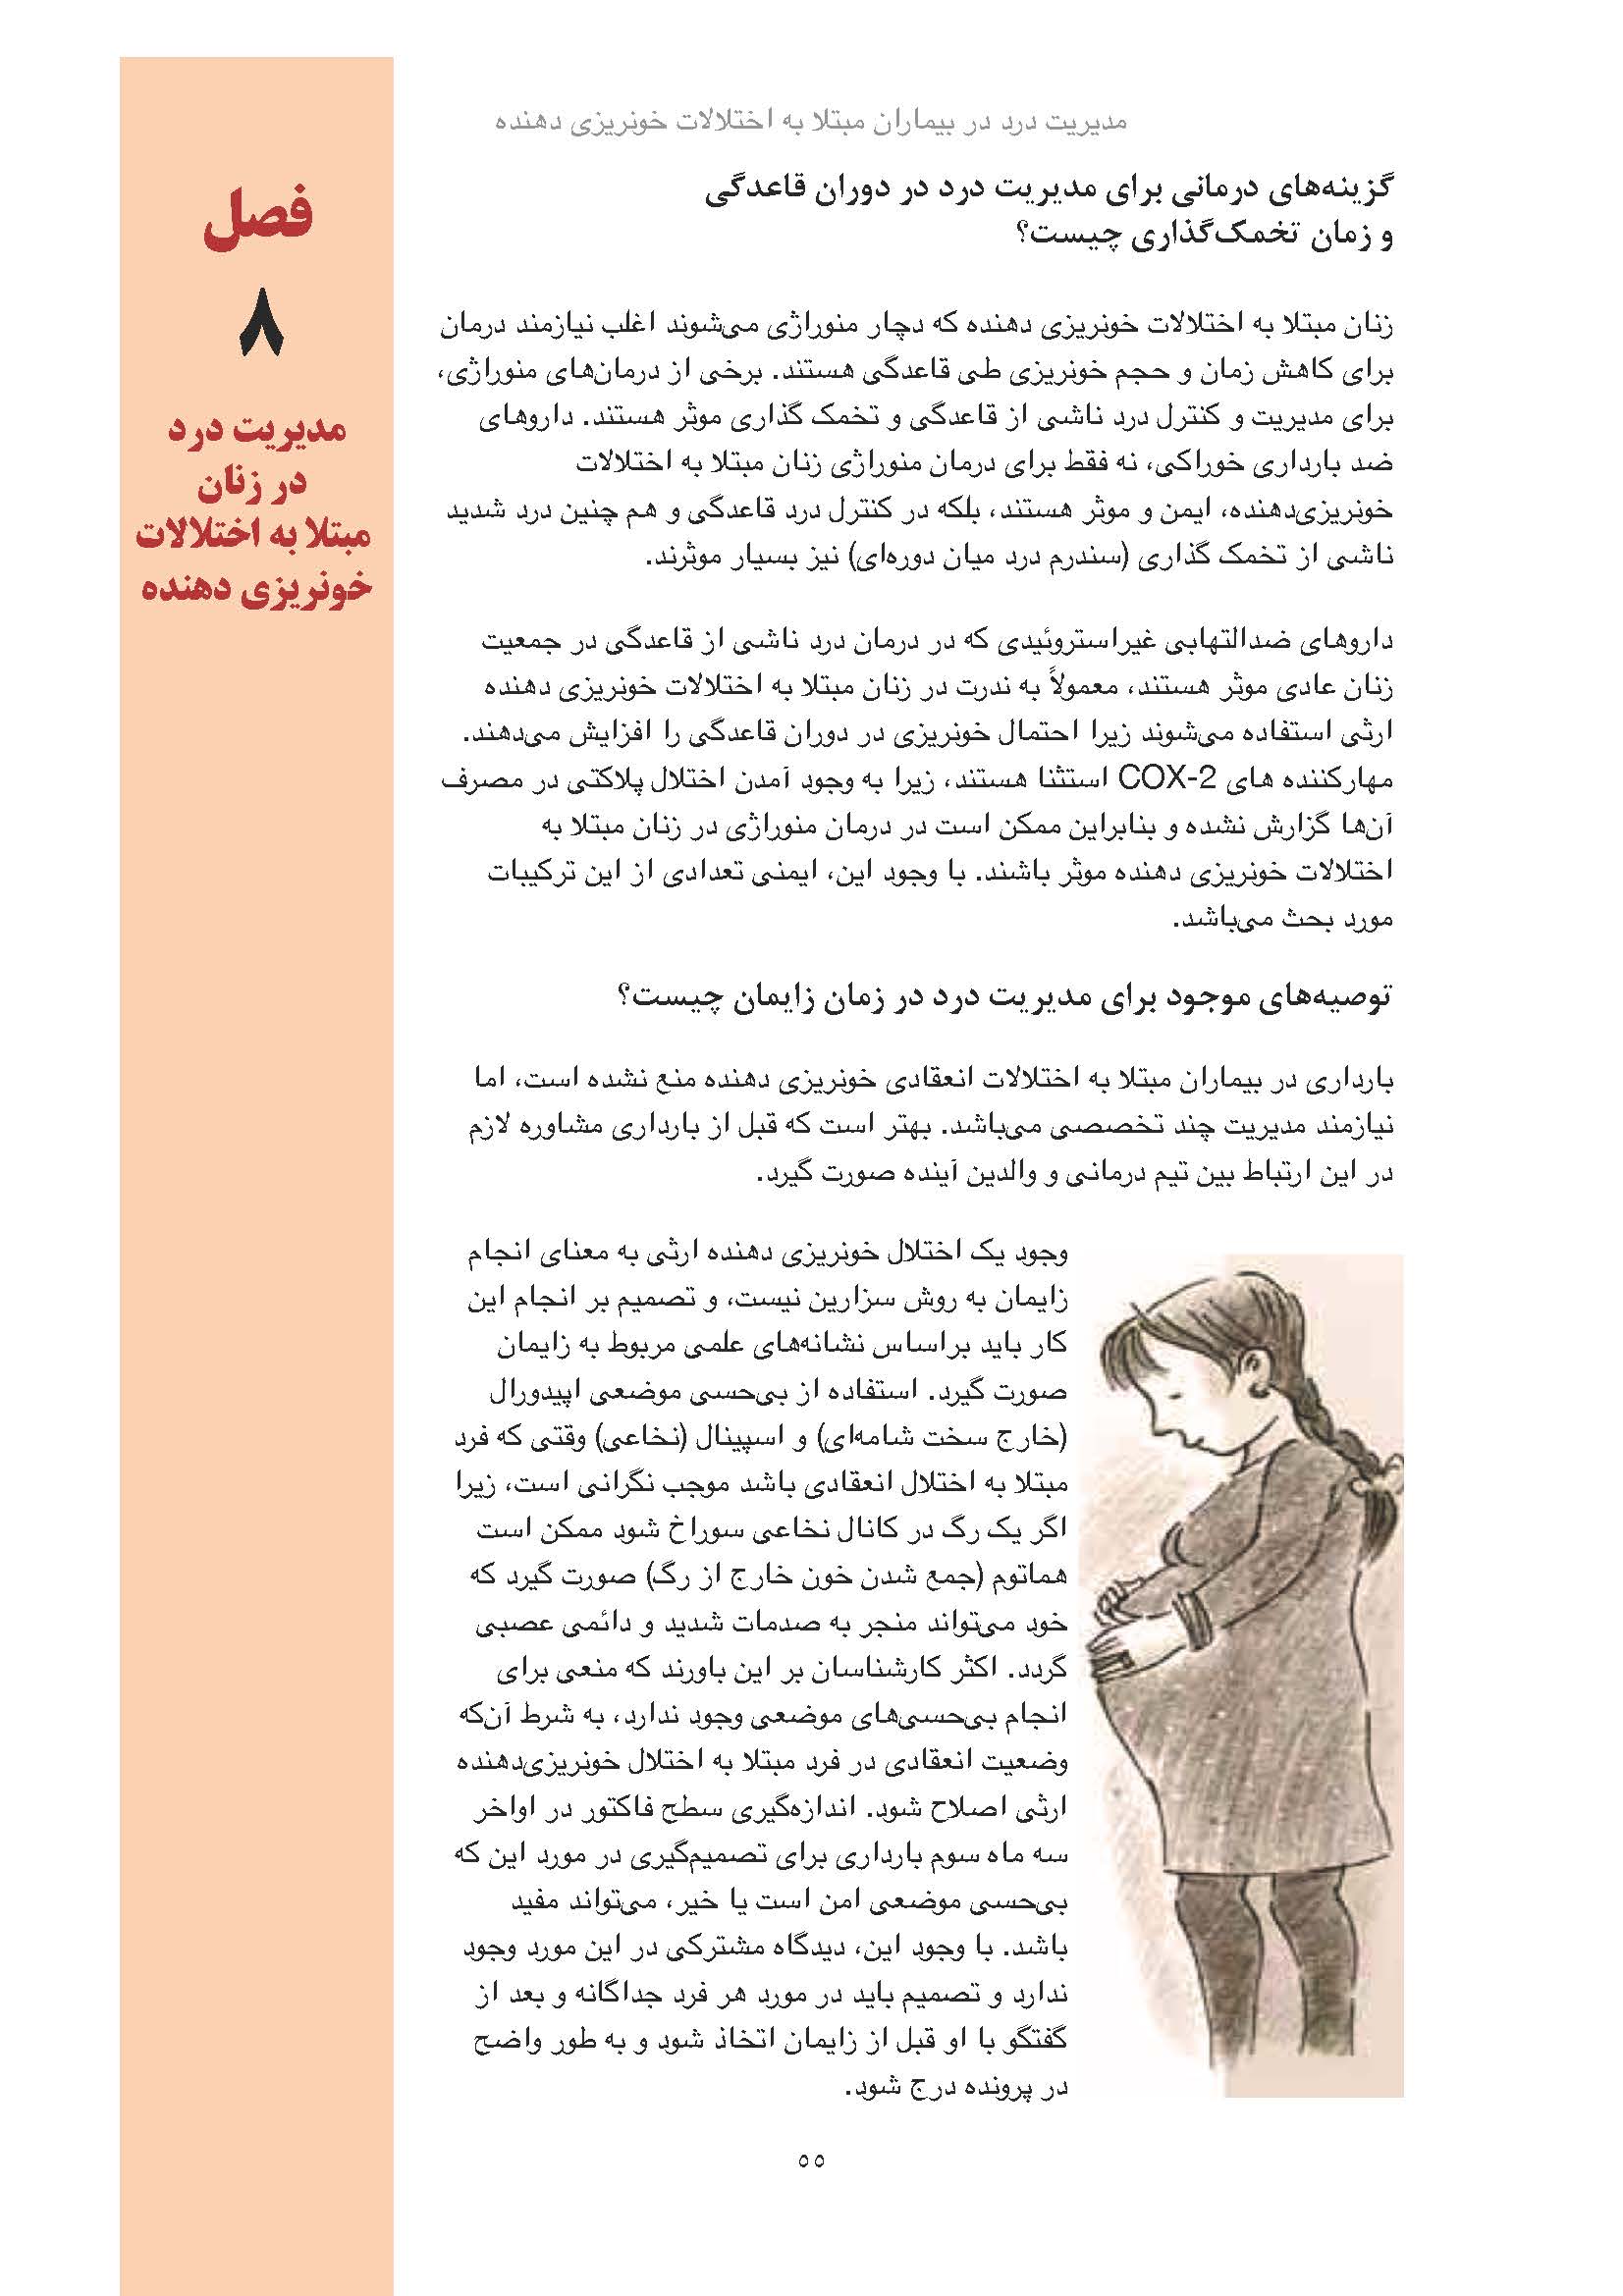 مدیریت درد در بیماران مبتلا به اختلالات خونریزی دهنده
فصل
۸
مدیریت درد
در زنان
مبتلا به اختلالات
خونریزی دهنده
گزینه‌های درمانی برای مدیریت درد در دوران قاعدگی
و زمان تخمک‌گذاری چیست؟
زنان مبتلا به اختلالات خونریزی دهنده که دچار منوراژی می‌شوند اغلب نیازمند درمان
برای کاهش زمان و حجم خونریزی طی قاعدگی هستند. برخی از درمان‌های منوراژی،
برای مدیریت و کنترل درد ناشی از قاعدگی و تخمک گذاری موثر هستند. داروهای
ضد بارداری خوراکی، نه فقط برای درمان منوراژی زنان مبتلا به اختلالات
خونریزی‌دهنده، ایمن و موثر هستند، بلکه در کنترل درد قاعدگی و هم چنین درد شدید
ناشی از تخمک گذاری (سندرم درد میان دوره‌ای) نیز بسیار موثرند.
داروهای ضدالتهابی غیراستروئیدی که در درمان درد ناشی از قاعدگی در جمعیت
زنان عادی موثر هستند، معمولاً به ندرت در زنان مبتلا به اختلالات خونریزی دهنده
ارثی استفاده می‌شوند زیرا احتمال خونریزی در دوران قاعدگی را افزایش می‌دهند.
مهارکننده های COX-2 استثنا هستند، زیرا به وجود آمدن اختلال پلاکتی در مصرف
آن‌ها گزارش نشده و بنابراین ممکن است در درمان منوراژی در زنان مبتلا به
اختلالات خونریزی دهنده موثر باشند. با وجود این، ایمنی تعدادی از این ترکیبات
مورد بحث می‌باشد.
توصیه‌های موجود برای مدیریت درد در زمان زایمان چیست؟
بارداری در بیماران مبتلا به اختلالات انعقادی خونریزی دهنده منع نشده است، اما
نیازمند مدیریت چند تخصصی می‌باشد. بهتر است که قبل از بارداری مشاوره لازم
در این ارتباط بین تیم درمانی و والدین آینده صورت گیرد.
وجود یک اختلال خونریزی دهنده ارثی به معنای انجام
زایمان به روش سزارین نیست، و تصمیم بر انجام این
کار باید براساس نشانه‌های علمی مربوط به زایمان
صورت گیرد. استفاده از بی‌حسی موضعی اپیدورال
(خارج سخت شامه‌ای) و اسپینال (نخاعی) وقتی که فرد
مبتلا به اختلال انعقادی باشد موجب نگرانی است، زیرا
اگر یک رگ در کانال نخاعی سوراخ شود ممکن است
هماتوم (جمع شدن خون خارج از رگ) صورت گیرد که
خود می‌تواند منجر به صدمات شدید و دائمی عصبی
گردد. اکثر کارشناسان بر این باورند که منعی برای
انجام بی‌حسی‌های موضعی وجود ندارد، به شرط آن‌که
وضعیت انعقادی در فرد مبتلا به اختلال خونریزی‌دهنده
ارثی اصلاح شود. اندازه‌گیری سطح فاکتور در اواخر
سه ماه سوم بارداری برای تصمیم‌گیری در مورد این که
بی‌حسی موضعی امن است یا خیر، می‌تواند مفید
باشد. با وجود این، دیدگاه مشترکی در این مورد وجود
ندارد و تصمیم باید در مورد هر فرد جداگانه و بعد از
گفتگو با او قبل از زایمان اتخاذ شود و به طور واضح
در پرونده درج شود.
۵۵